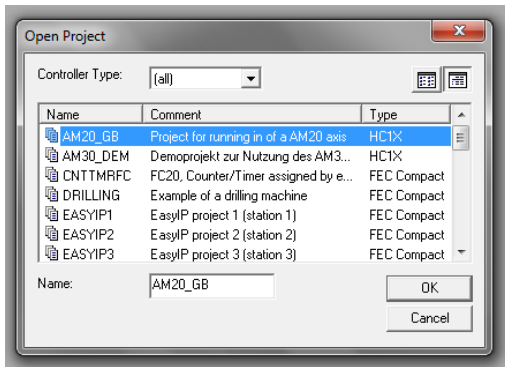 Open Project
Controller Type: (all)
Name Comment Type
AM20_GB Project for running in of a AM20 axis HC1X
AM30_DEM Demoprojekt zur Nutzung des AM3... HC1X
CNTTMRFC FC20, Counter/Timer assigned by e... FEC Compact
DRILLING Example of a drilling machine FEC Compact
EASYIP1 EasyIP project 1 (station 1) FEC Compact
EASYIP2 EasyIP project 2 (station 2) FEC Compact
EASYIP3 EasyIP project 3 (station 3) FEC Compact
Name: AM20_GB OK
Cancel